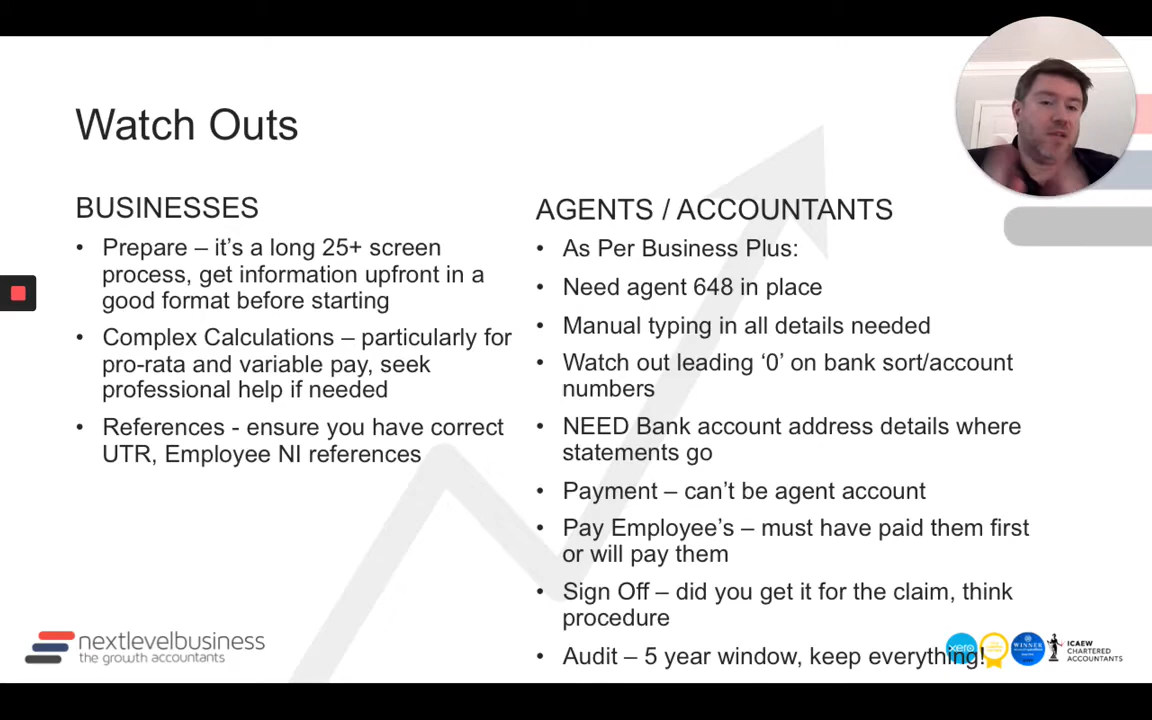 Watch Outs
BUSINESSES
• Prepare – it's a long 25+ screen
process, get information upfront in a
good format before starting
• Complex Calculations – particularly for
pro-rata and variable pay, seek
professional help if needed
• References - ensure you have correct
UTR, Employee NI references
AGENTS / ACCOUNTANTS
• As Per Business Plus:
• Need agent 648 in place
• Manual typing in all details needed
• Watch out leading '0' on bank sort/account
numbers
• NEED Bank account address details where
statements go
• Payment – can't be agent account
• Pay Employee's – must have paid them first
or will pay them
• Sign Off – did you get it for the claim, think
procedure
• Audit – 5 year window, keep everything!
nextlevelbusiness
the growth accountants
xero
WINNER
ICAEW
CHARTERED
ACCOUNTANTS